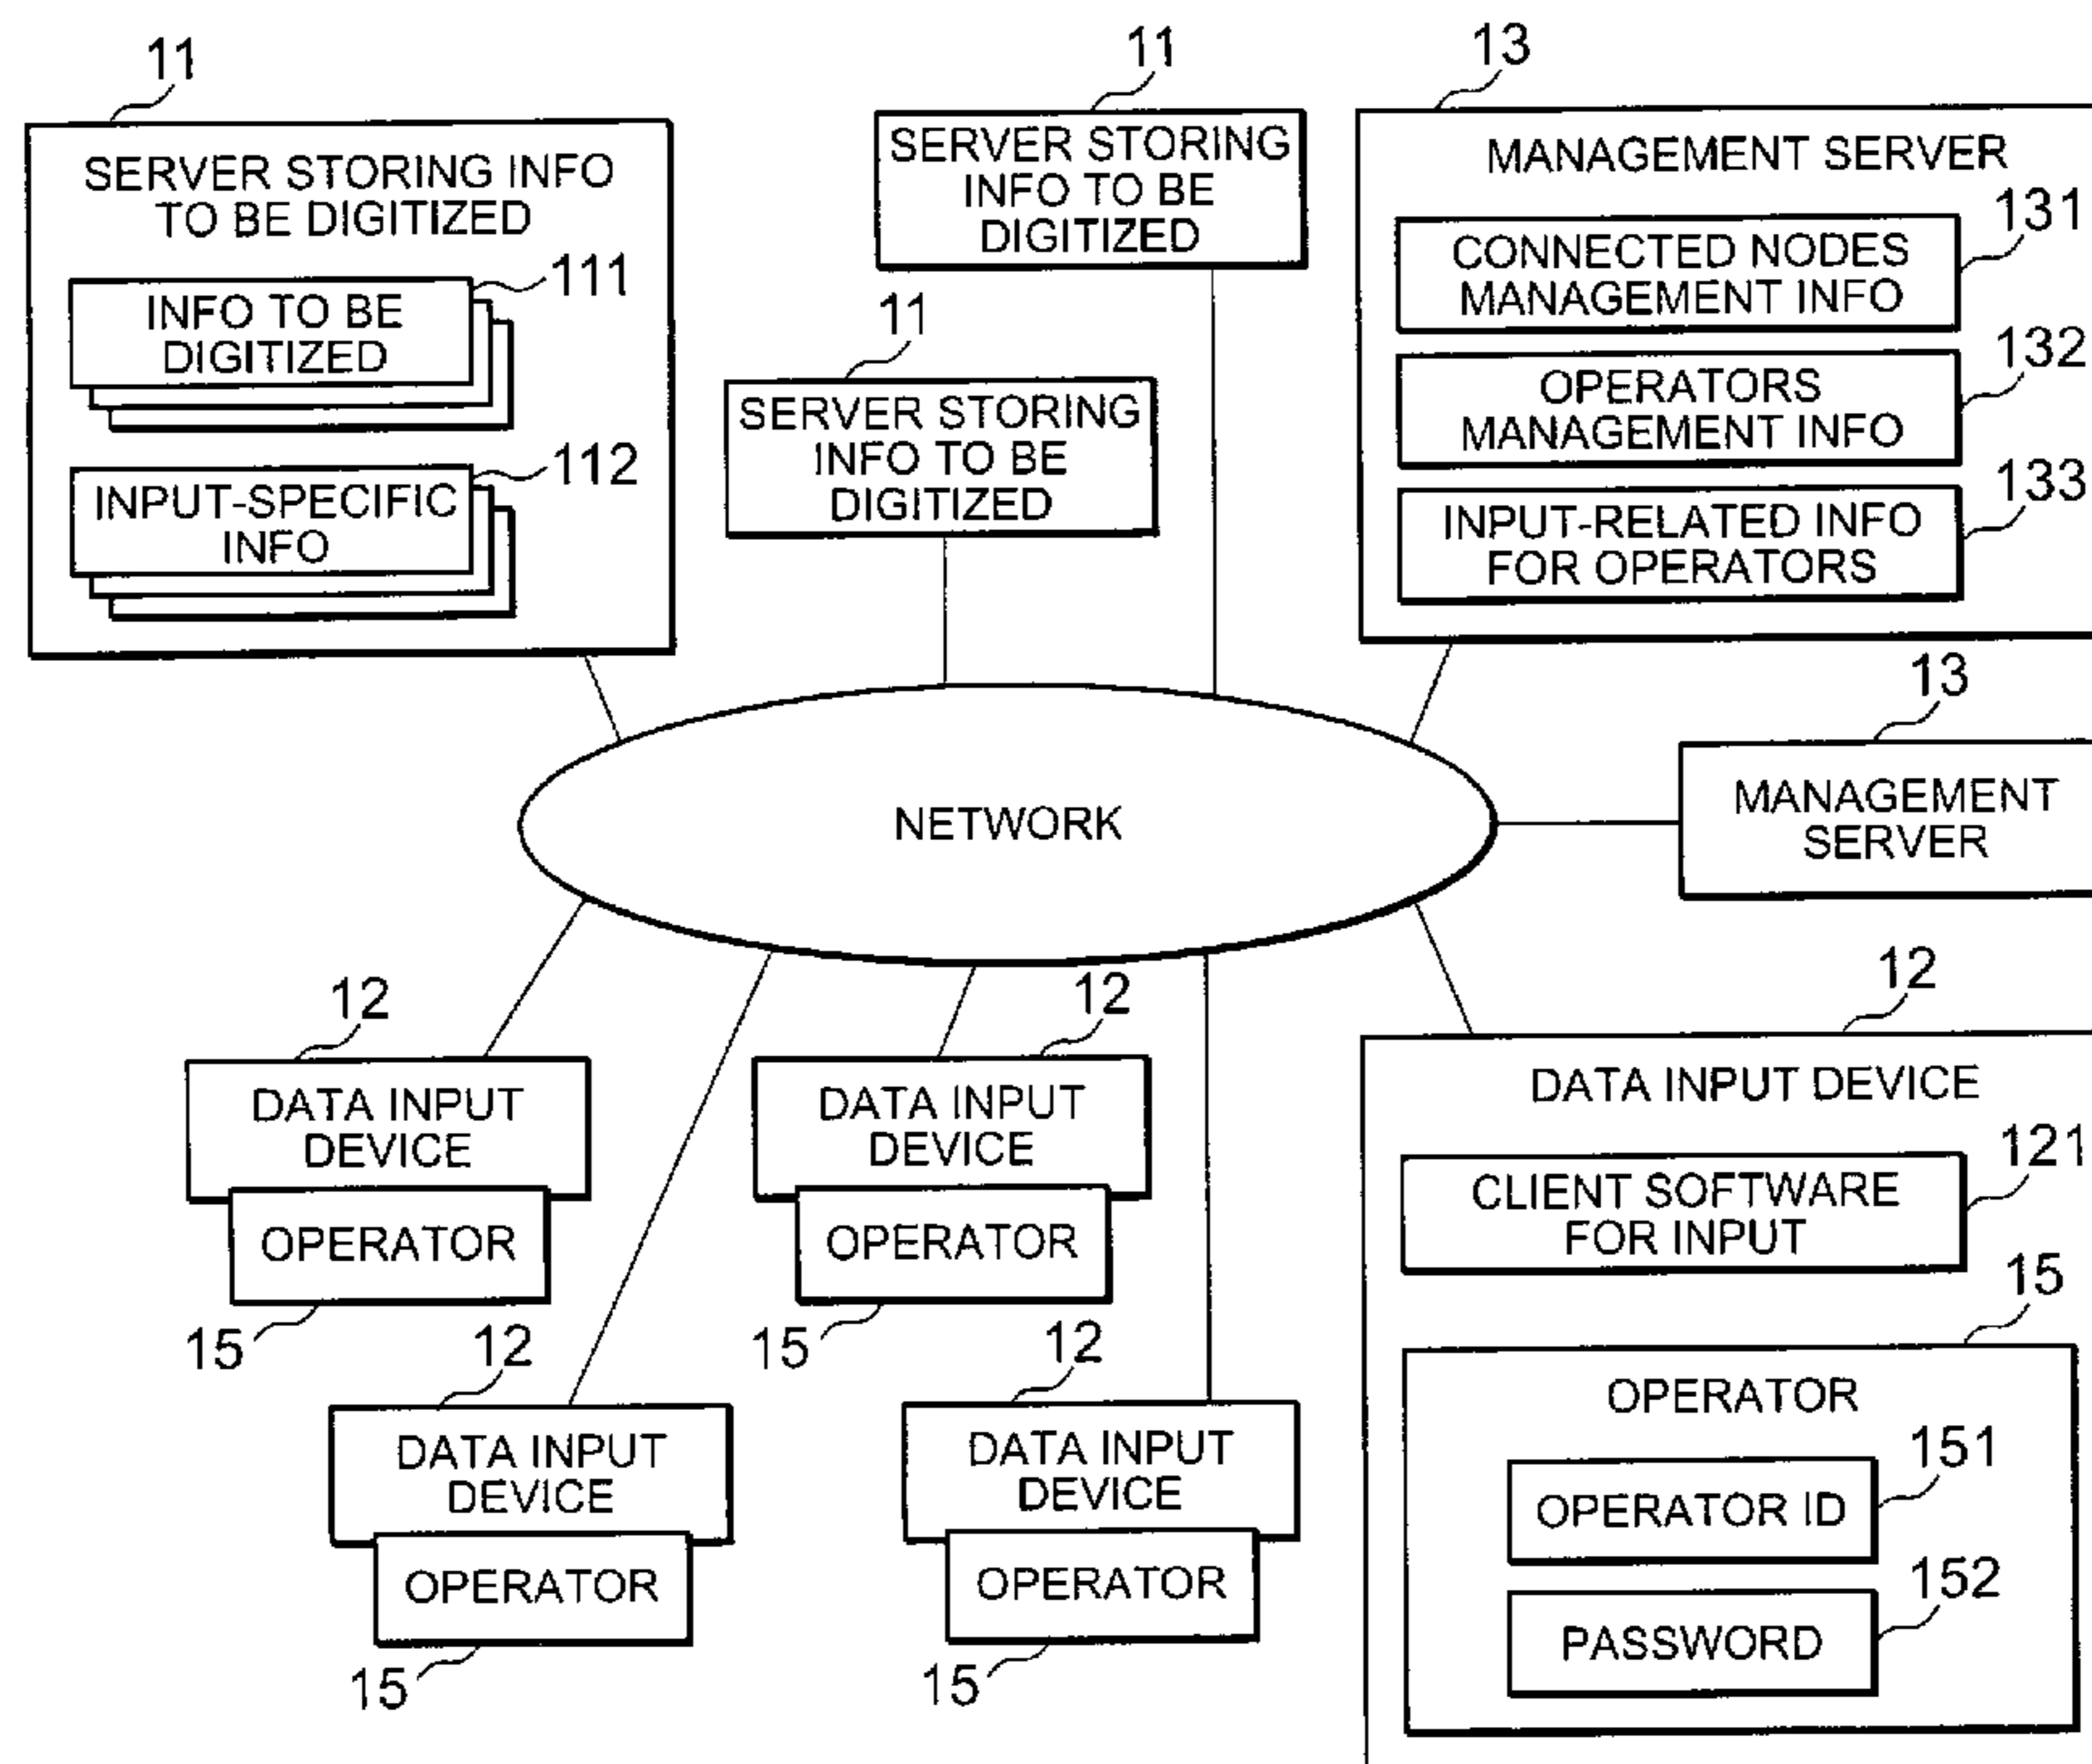 11
SERVER STORING INFO
TO BE DIGITIZED
111
INFO TO BE
DIGITIZED
112
INPUT-SPECIFIC
INFO
11
SERVER STORING
INFO TO BE
DIGITIZED
11
SERVER STORING
INFO TO BE
DIGITIZED
13
MANAGEMENT SERVER
131
CONNECTED NODES
MANAGEMENT INFO
132
OPERATORS
MANAGEMENT INFO
133
INPUT-RELATED INFO
FOR OPERATORS
NETWORK
13
MANAGEMENT
SERVER
12
DATA INPUT
DEVICE
OPERATOR
15
12
DATA INPUT
DEVICE
OPERATOR
15
12
DATA INPUT
DEVICE
OPERATOR
15
12
DATA INPUT
DEVICE
OPERATOR
15
12
DATA INPUT DEVICE
121
CLIENT SOFTWARE
FOR INPUT
15
OPERATOR
151
OPERATOR ID
152
PASSWORD